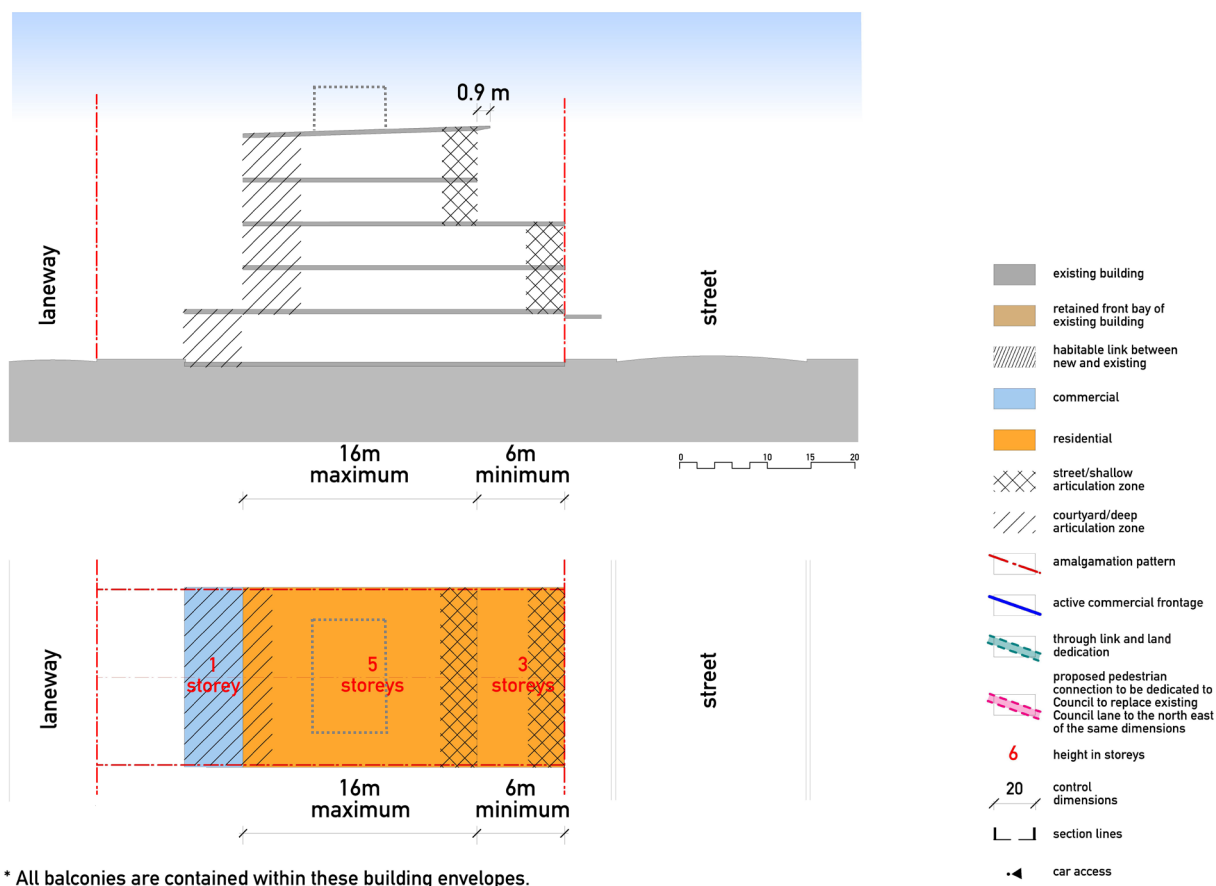 0.9 m
laneway
street
16m
maximum
6m
minimum
0 10 15 20
laneway
1
storey
5
storeys
3
storeys
street
16m
maximum
6m
minimum
* All balconies are contained within these building envelopes.
existing building
retained front bay of
existing building
habitable link between
new and existing
commercial
residential
street/shallow
articulation zone
courtyard/deep
articulation zone
amalgamation pattern
active commercial frontage
through link and land
dedication
proposed pedestrian
connection to be dedicated to
Council to replace existing
Council lane to the north east
of the same dimensions
6 height in storeys
20 control
dimensions
section lines
car access